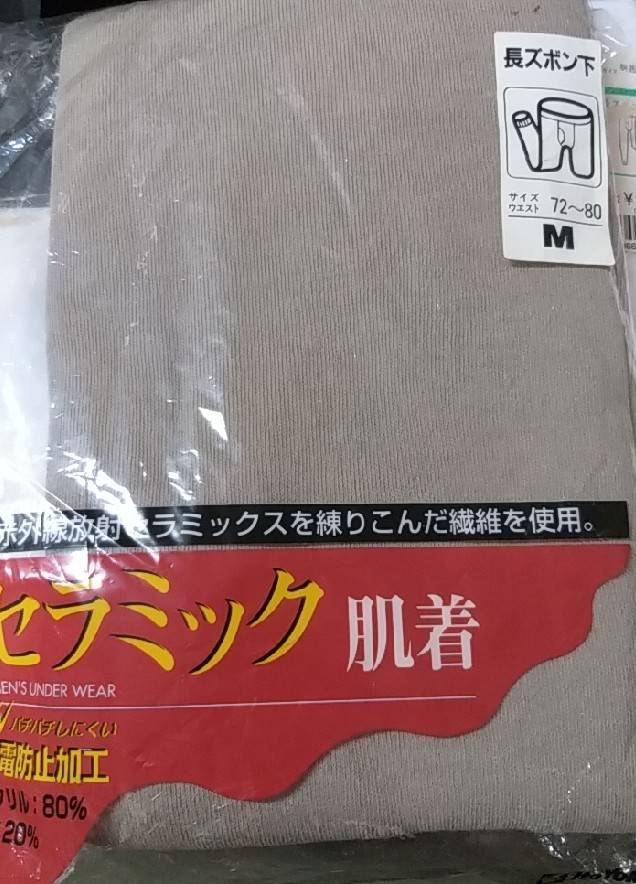 長ズボン下
サイズ
ウエスト 72～80
M
赤外線放射セラミックスを練りこんだ繊維を使用。
セラミック 肌着
MEN'S UNDER WEAR
パチパチしにくい
電防止加工
クリル：80%
20%